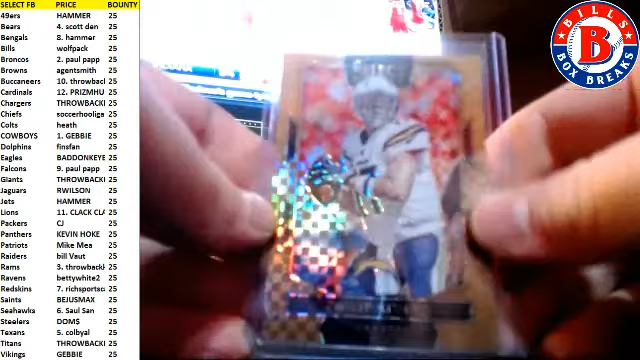 SELECT FB PRICE BOUNTY
49ers HAMMER 25
Bears 4. scott den 25
Bengals 8. hammer 25
Bills wolfpack 25
Broncos 2. paul papp 25
Browns agentsmith 25
Buccaneers 10. throwbacl 25
Cardinals 12. PRIZMHU 25
Chargers THROWBACKI 25
Chiefs soccerhooliga 25
Colts heath 25
COWBOYS 1. GEBBIE 25
Dolphins finsfan 25
Eagles BADDONKEYE 25
Falcons 9. paul papp 25
Giants THROWBACKI 25
Jaguars RWILSON 25
Jets HAMMER 25
Lions 11. CLACK CLA 25
Packers CJ 25
Panthers KEVIN HOKE 25
Patriots Mike Mea 25
Raiders bill Vaut 25
Rams 3. throwbackl 25
Ravens bettywhite2 25
Redskins 7. richsportsc 25
Saints BEJUSMAX 25
Seahawks 6. Saul San 25
Steelers DOM$ 25
Texans 5. colbyal 25
Titans THROWBACKI 25
Vikings GEBBIE 25
BILLS
B
BOX BREAKS